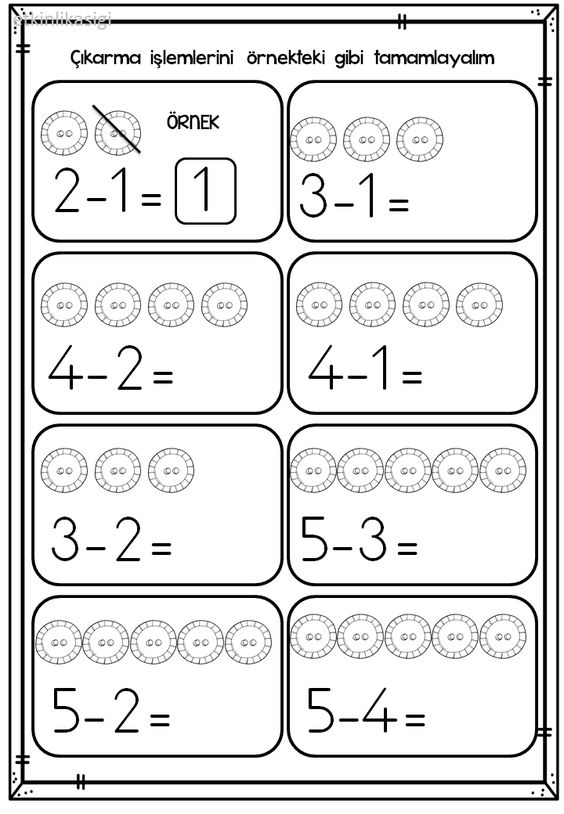 etkinlikasigi
Çıkarma işlemlerini örnekteki gibi tamamlayalım
ÖRNEK
2-1= 1
3-1=
4-2=
4-1=
3-2=
5-3=
5-2=
5-4=